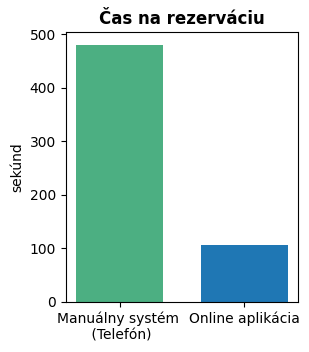 Čas na rezerváciu
sekúnd
500
400
300
200
100
0
Manuálny systém
(Telefón)
Online aplikácia